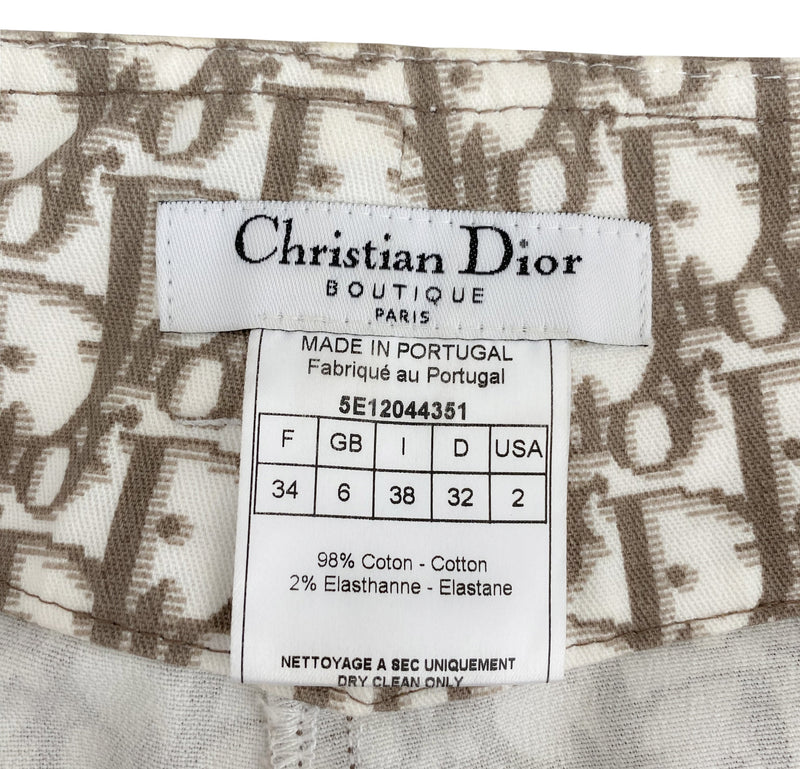 Christian Dior
BOUTIQUE
PARIS
MADE IN PORTUGAL
Fabriqué au Portugal
5E12044351
F GB I D USA
34 6 38 32 2
98% Coton - Cotton
2% Elasthanne - Elastane
NETTOYAGE A SEC UNIQUEMENT
DRY CLEAN ONLY